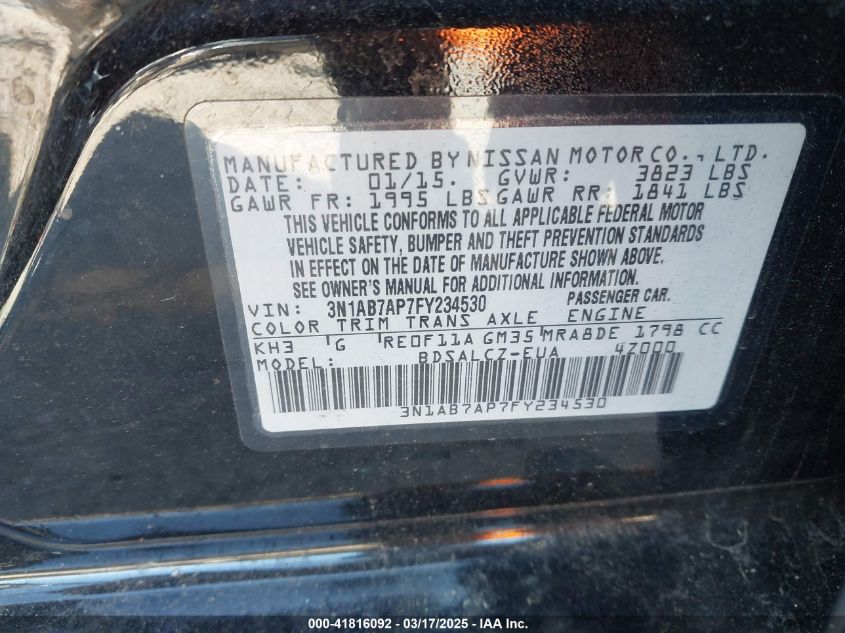 MANUFACTURED BY NISSAN MOTOR CO., LTD.
DATE: 01/15. GVWR: 3823 LBS
GAWR FR: 1995 LBS GAWR RR: 1841 LBS
THIS VEHICLE CONFORMS TO ALL APPLICABLE FEDERAL MOTOR
VEHICLE SAFETY, BUMPER AND THEFT PREVENTION STANDARDS
IN EFFECT ON THE DATE OF MANUFACTURE SHOWN ABOVE.
SEE OWNER'S MANUAL FOR ADDITIONAL INFORMATION.
VIN: 3N1AB7AP7FY234530 PASSENGER CAR.
COLOR TRIM TRANS AXLE ENGINE
KH3 'G 'RE0F11A GM35 MRA8DE 1798 CC
MODEL: BDSALCZ-EUA 4Z000
3N1AB7AP7FY234530
000-41816092 - 03/17/2025 - IAA Inc.